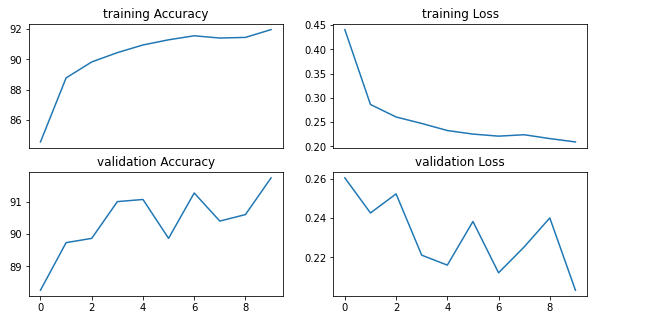 training Accuracy
training Loss
92
90
88
86
0.45
0.40
0.35
0.30
0.25
0.20
validation Accuracy
validation Loss
91
90
89
0.26
0.24
0.22
0 2 4 6 8
0 2 4 6 8